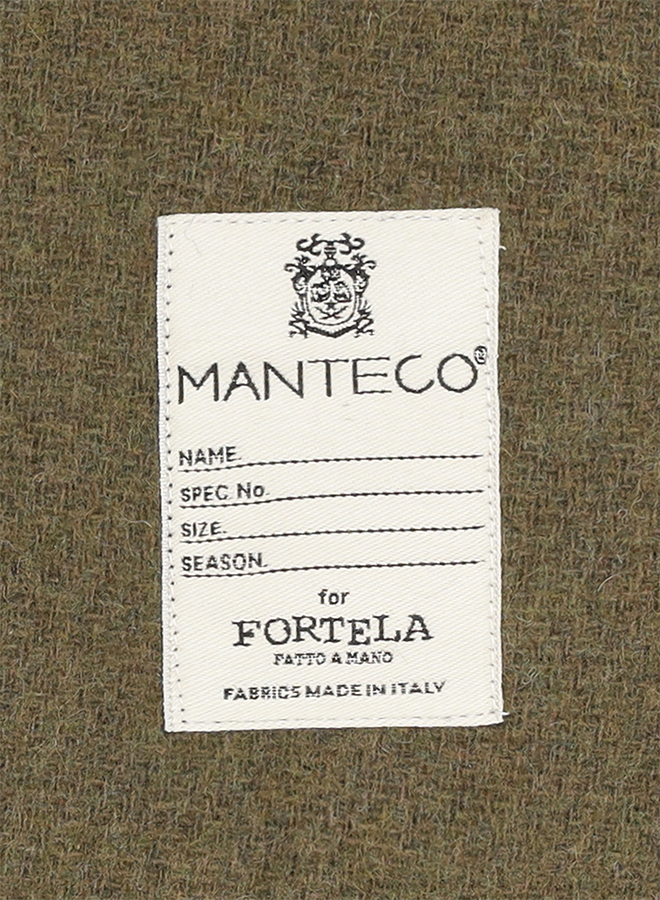 MANTECO®
NAME.
SPEC. No.
SIZE.
SEASON.
for
FORTELA
FATTO A MANO
FABRICS MADE IN ITALY